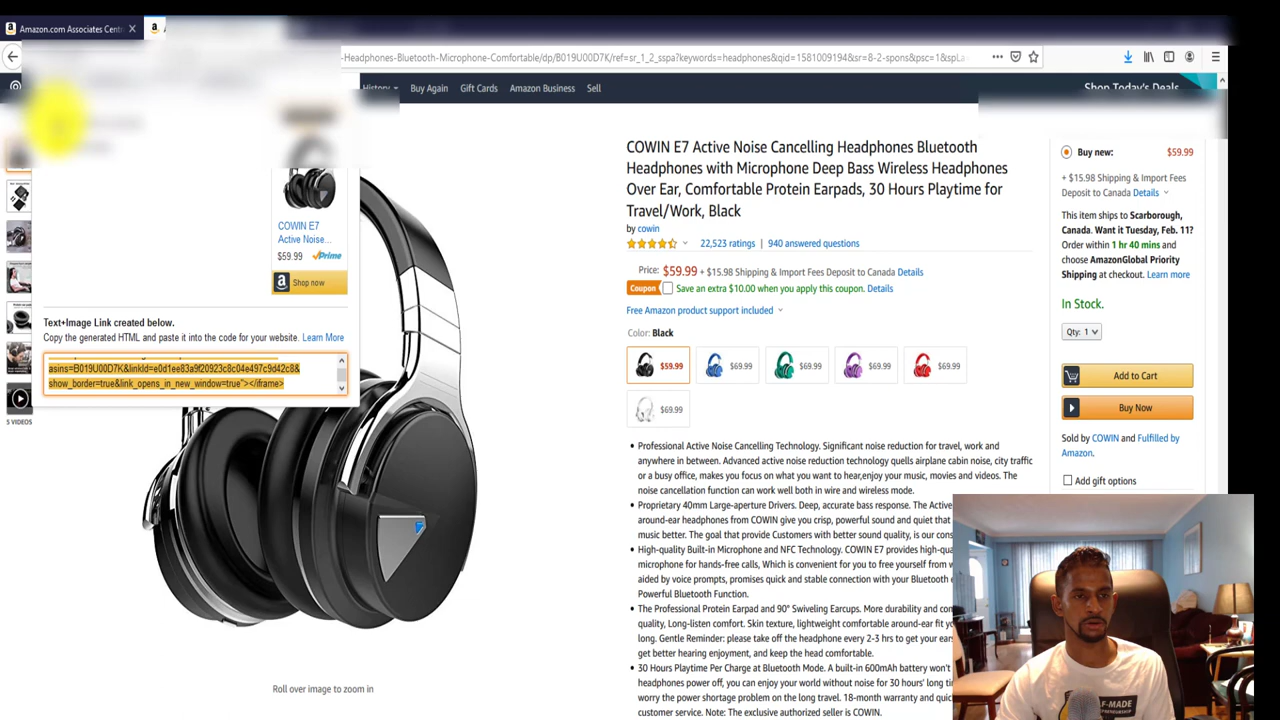 Amazon.com Associates Cent
-Headphones-Bluetooth-Microphone-Comfortable/dp/B019U00D7K/ref=sr_1_2_sspa?keywords=headphones&qid=1581009194&sr=8-2-spons&psc=1&spLa
History
Buy Again
Gift Cards
Amazon Business
Sell
Shop Today's Deals
COWIN E7
Active Noise...
$59.99
Prime
Shop now
Text+Image Link created below.
Copy the generated HTML and paste it into the code for your website. Learn More
asins=B019U00D7K&linkId=e0d1ee83a9f20923c8c04e497c9d42c8&
show_border=true&link_opens_in_new_window=true"></iframe>
5 VIDEOS
Roll over image to zoom in
COWIN E7 Active Noise Cancelling Headphones Bluetooth
Headphones with Microphone Deep Bass Wireless Headphones
Over Ear, Comfortable Protein Earpads, 30 Hours Playtime for
Travel/Work, Black
by cowin
22,523 ratings | 940 answered questions
Price: $59.99 + $15.98 Shipping & Import Fees Deposit to Canada Details
Coupon Save an extra $10.00 when you apply this coupon. Details
Free Amazon product support included
Color: Black
$59.99
$69.99
$69.99
$69.99
$69.99
$69.99
Professional Active Noise Cancelling Technology. Significant noise reduction for travel, work and
anywhere in between. Advanced active noise reduction technology quells airplane cabin noise, city traffic
or a busy office, makes you focus on what you want to hear,enjoy your music, movies and videos. The
noise cancellation function can work well both in wire and wireless mode.
Proprietary 40mm Large-aperture Drivers. Deep, accurate bass response. The Active
around-ear headphones from COWIN give you crisp, powerful sound and quiet that
music better. The goal that provide Customers with better sound quality, is our cons
High-quality Built-in Microphone and NFC Technology. COWIN E7 provides high-qua
microphone for hands-free calls, Which is convenient for you to free yourself from w
aided by voice prompts, promises quick and stable connection with your Bluetooth
Powerful Bluetooth Function.
The Professional Protein Earpad and 90° Swiveling Earcups. More durability and com
quality, Long-listen comfort. Skin texture, lightweight comfortable around-ear fit yo
long. Gentle Reminder: please take off the headphone every 2-3 hrs to get your ears
get better hearing enjoyment, and keep the head comfortable.
30 Hours Playtime Per Charge at Bluetooth Mode. A built-in 600mAh battery won't
headphones power off, you can enjoy your world without noise for 30 hours' long ti
worry the power shortage problem on the long travel. 18-month warranty and quic
customer service. Note: The exclusive authorized seller is COWIN.
Buy new: $59.99
+ $15.98 Shipping & Import Fees
Deposit to Canada Details
This item ships to Scarborough,
Canada. Want it Tuesday, Feb. 11?
Order within 1 hr 40 mins and
choose AmazonGlobal Priority
Shipping at checkout. Learn more
In Stock.
Qty: 1
Add to Cart
Buy Now
Sold by COWIN and Fulfilled by
Amazon.
Add gift options
LF-MADE